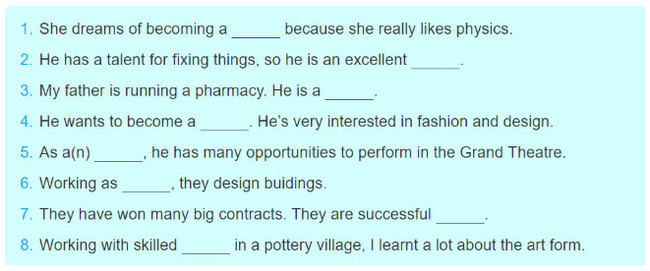 1. She dreams of becoming a ______ because she really likes physics.
2. He has a talent for fixing things, so he is an excellent ______.
3. My father is running a pharmacy. He is a ______.
4. He wants to become a ______. He’s very interested in fashion and design.
5. As a(n) ______, he has many opportunities to perform in the Grand Theatre.
6. Working as ______, they design buidings.
7. They have won many big contracts. They are successful ______.
8. Working with skilled ______ in a pottery village, I learnt a lot about the art form.